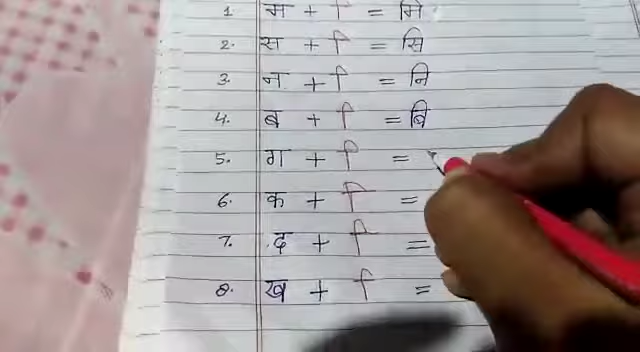 1. म + ि = मि
2. स + ि = सि
3. न + ि = नि
4. ब + ि = बि
5. ग + ि =
6. क + ि =
7. द + ि =
8. ख + ि =